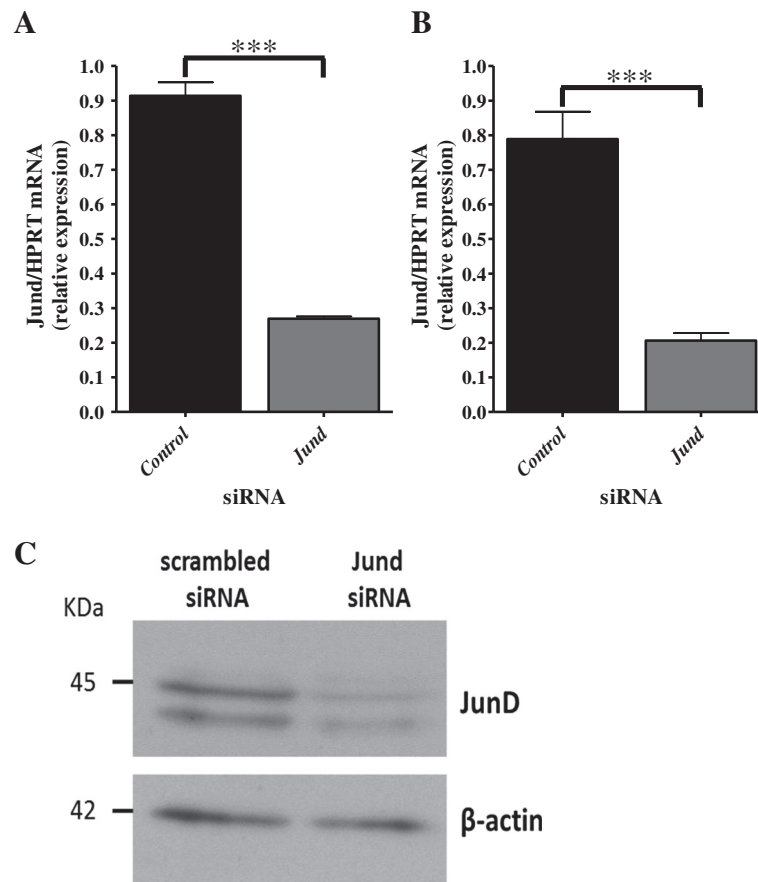 A
***
Jund/HPRT mRNA
(relative expression)
1.0
0.9
0.8
0.7
0.6
0.5
0.4
0.3
0.2
0.1
0.0
Control
Jund
siRNA
B
***
Jund/HPRT mRNA
(relative expression)
1.0
0.9
0.8
0.7
0.6
0.5
0.4
0.3
0.2
0.1
0.0
Control
Jund
siRNA
C
scrambled
siRNA
Jund
siRNA
KDa
45
JunD
42
β-actin